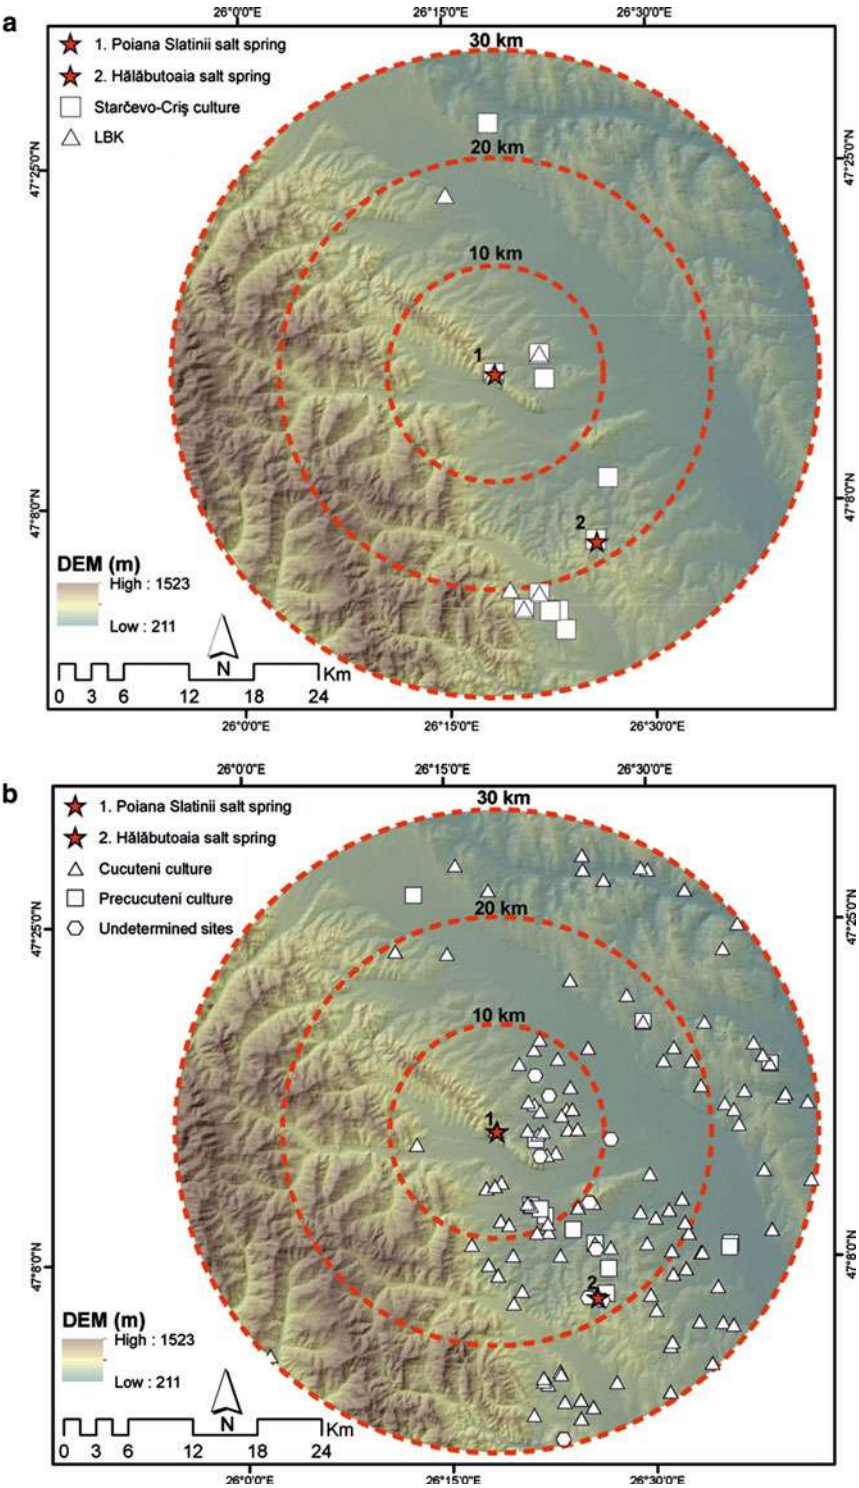 a
26°0'0"E 26°15'0"E 26°30'0"E
30 km
1. Poiana Slatinii salt spring
2. Hălăbutoaia salt spring
Starčevo-Criş culture
LBK
20 km
47°25'0"N 47°25'0"N
10 km
1
2
47°8'0"N 47°8'0"N
DEM (m)
High : 1523
Low : 211
N
Km
0 3 6 12 18 24
26°0'0"E 26°15'0"E 26°30'0"E
b
26°0'0"E 26°15'0"E 26°30'0"E
30 km
1. Poiana Slatinii salt spring
2. Hălăbutoaia salt spring
Cucuteni culture
Precucuteni culture
Undetermined sites
20 km
47°25'0"N 47°25'0"N
10 km
1
47°8'0"N 47°8'0"N
2
DEM (m)
High : 1523
Low : 211
N
Km
0 3 6 12 18 24
26°0'0"E 26°15'0"E 26°30'0"E